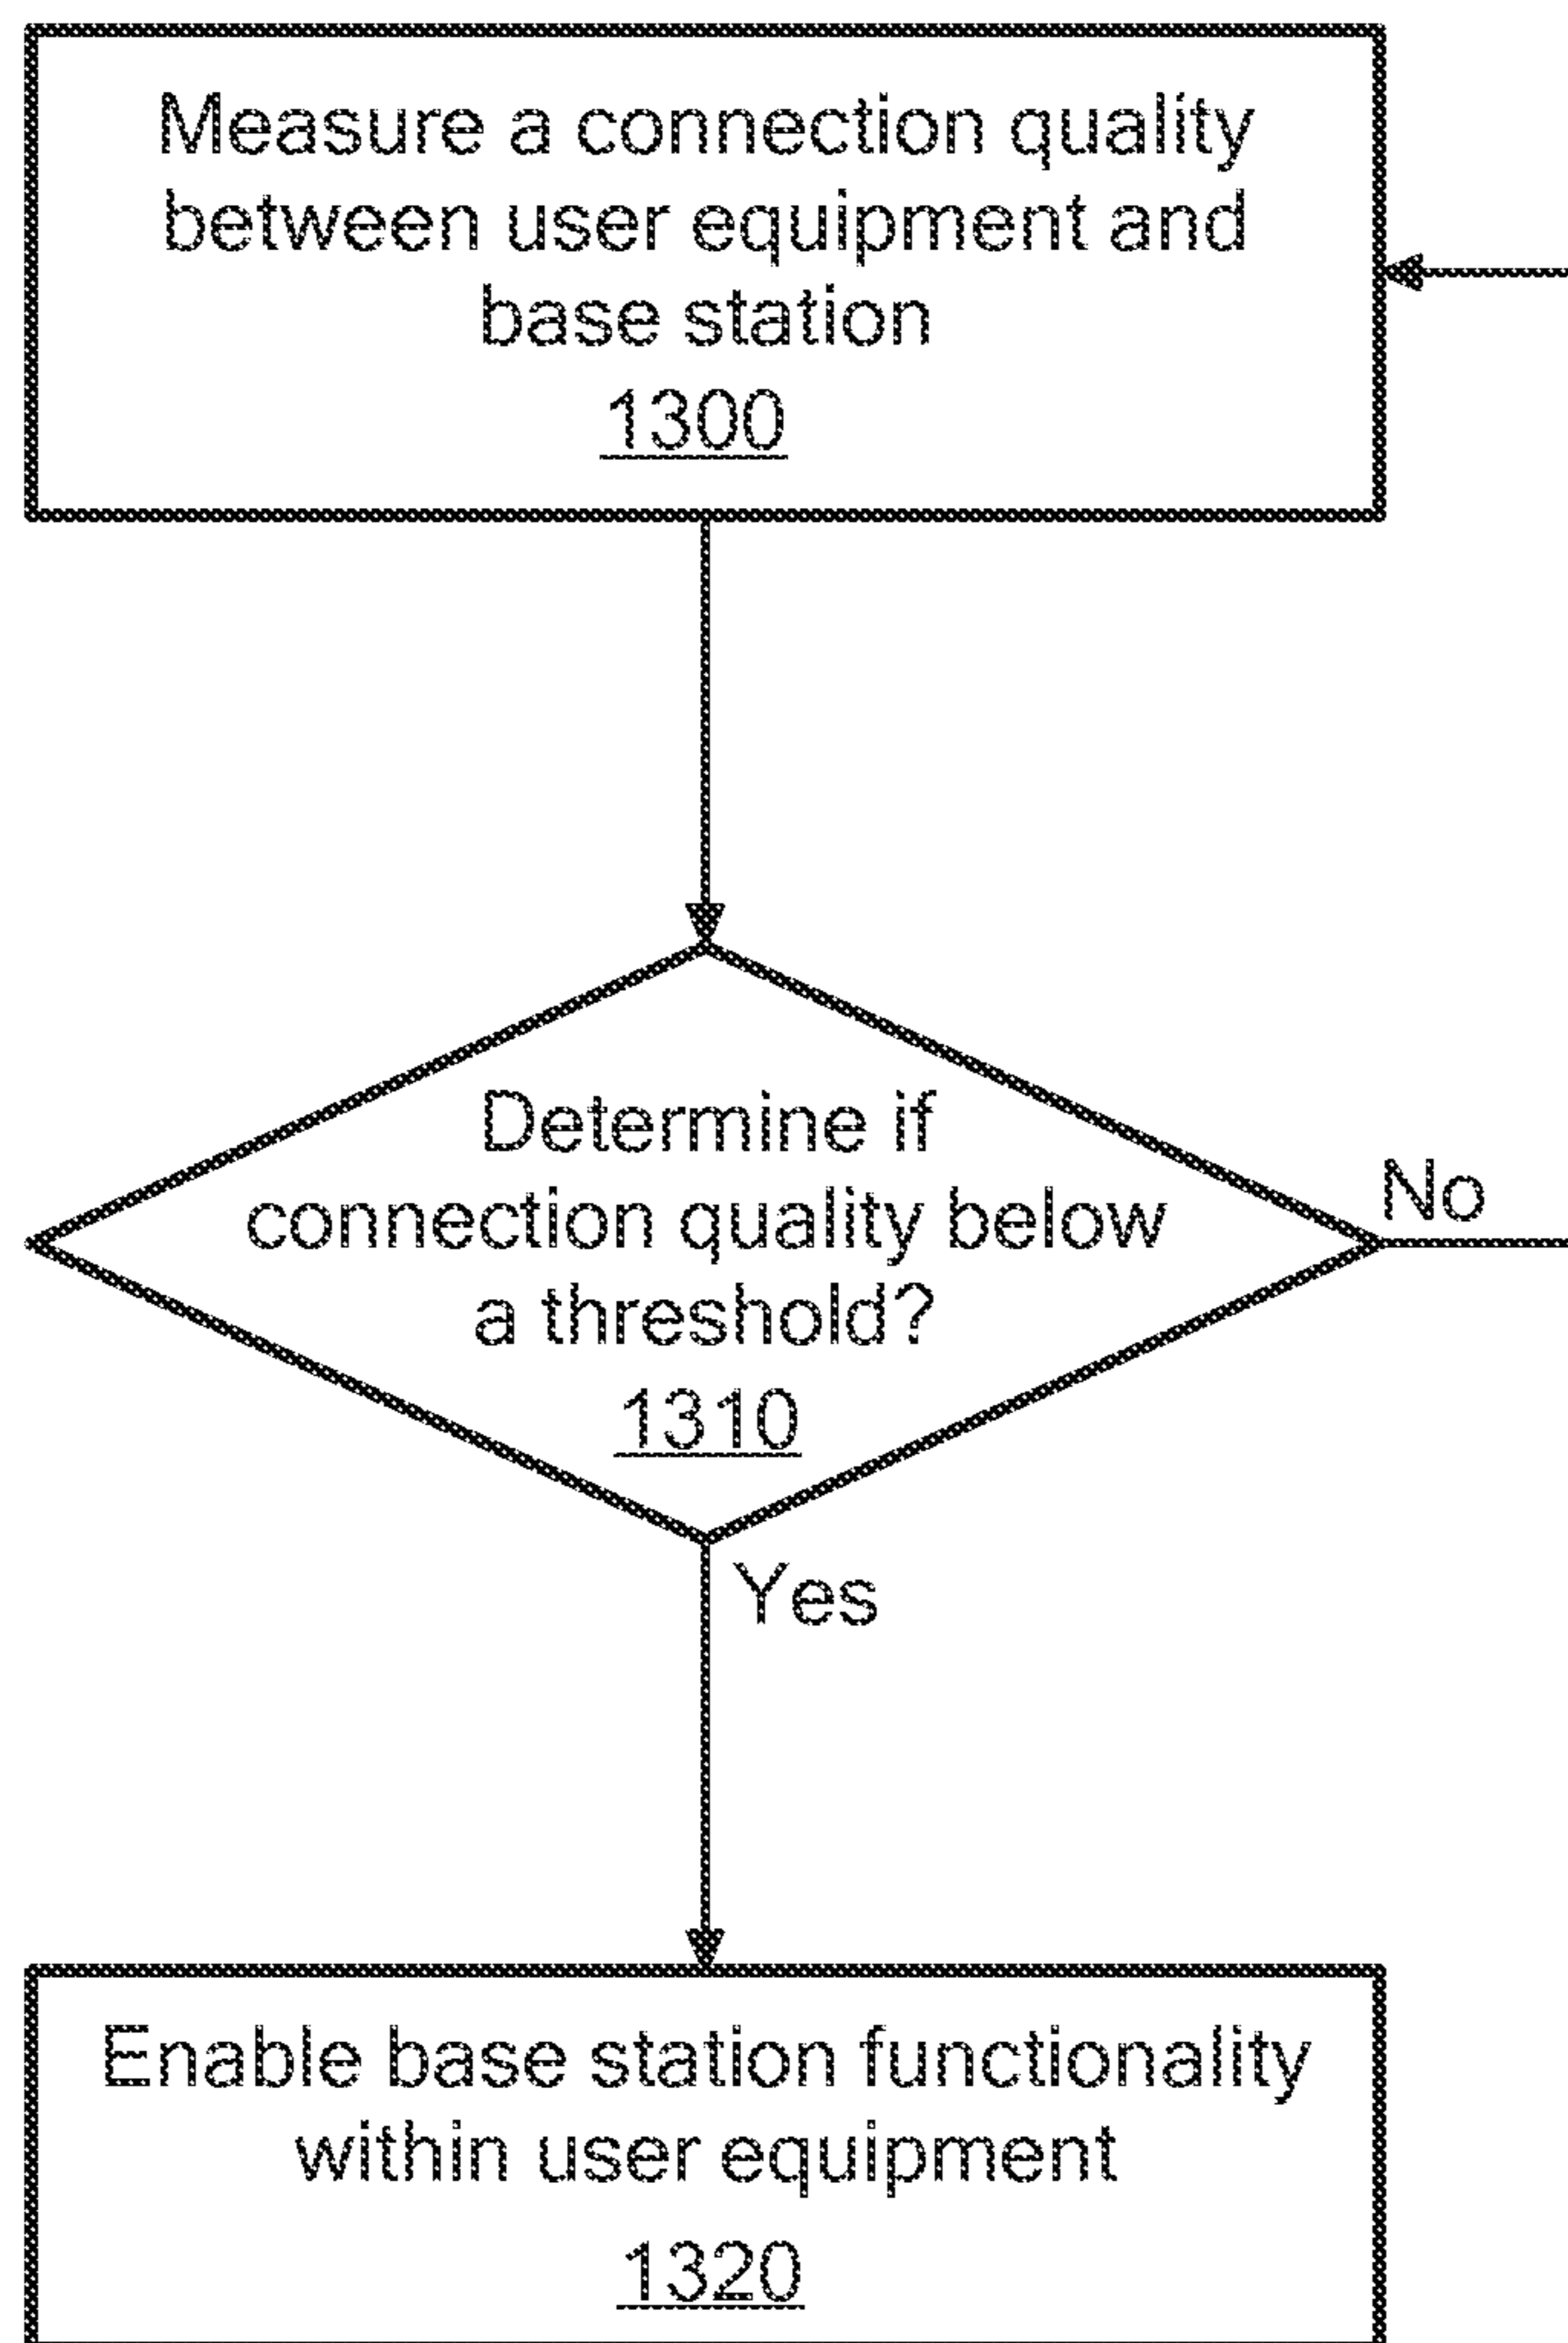 Measure a connection quality
between user equipment and
base station
1300
Determine if
connection quality below
a threshold?
1310
No
Yes
Enable base station functionality
within user equipment
1320